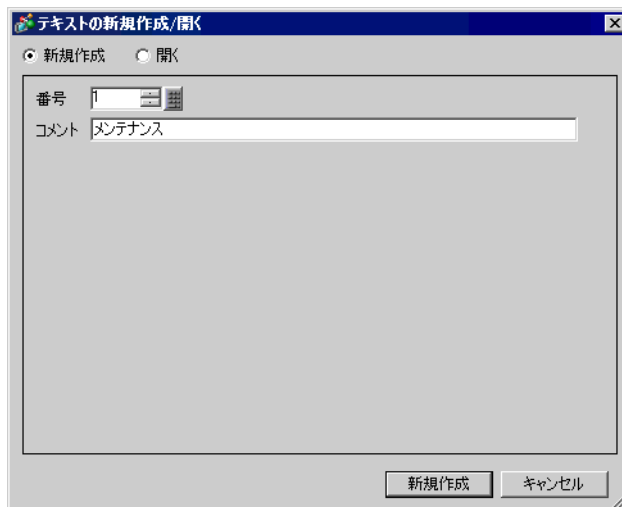 テキストの新規作成/開く
新規作成 開く
番号 1
コメント メンテナンス
新規作成 キャンセル